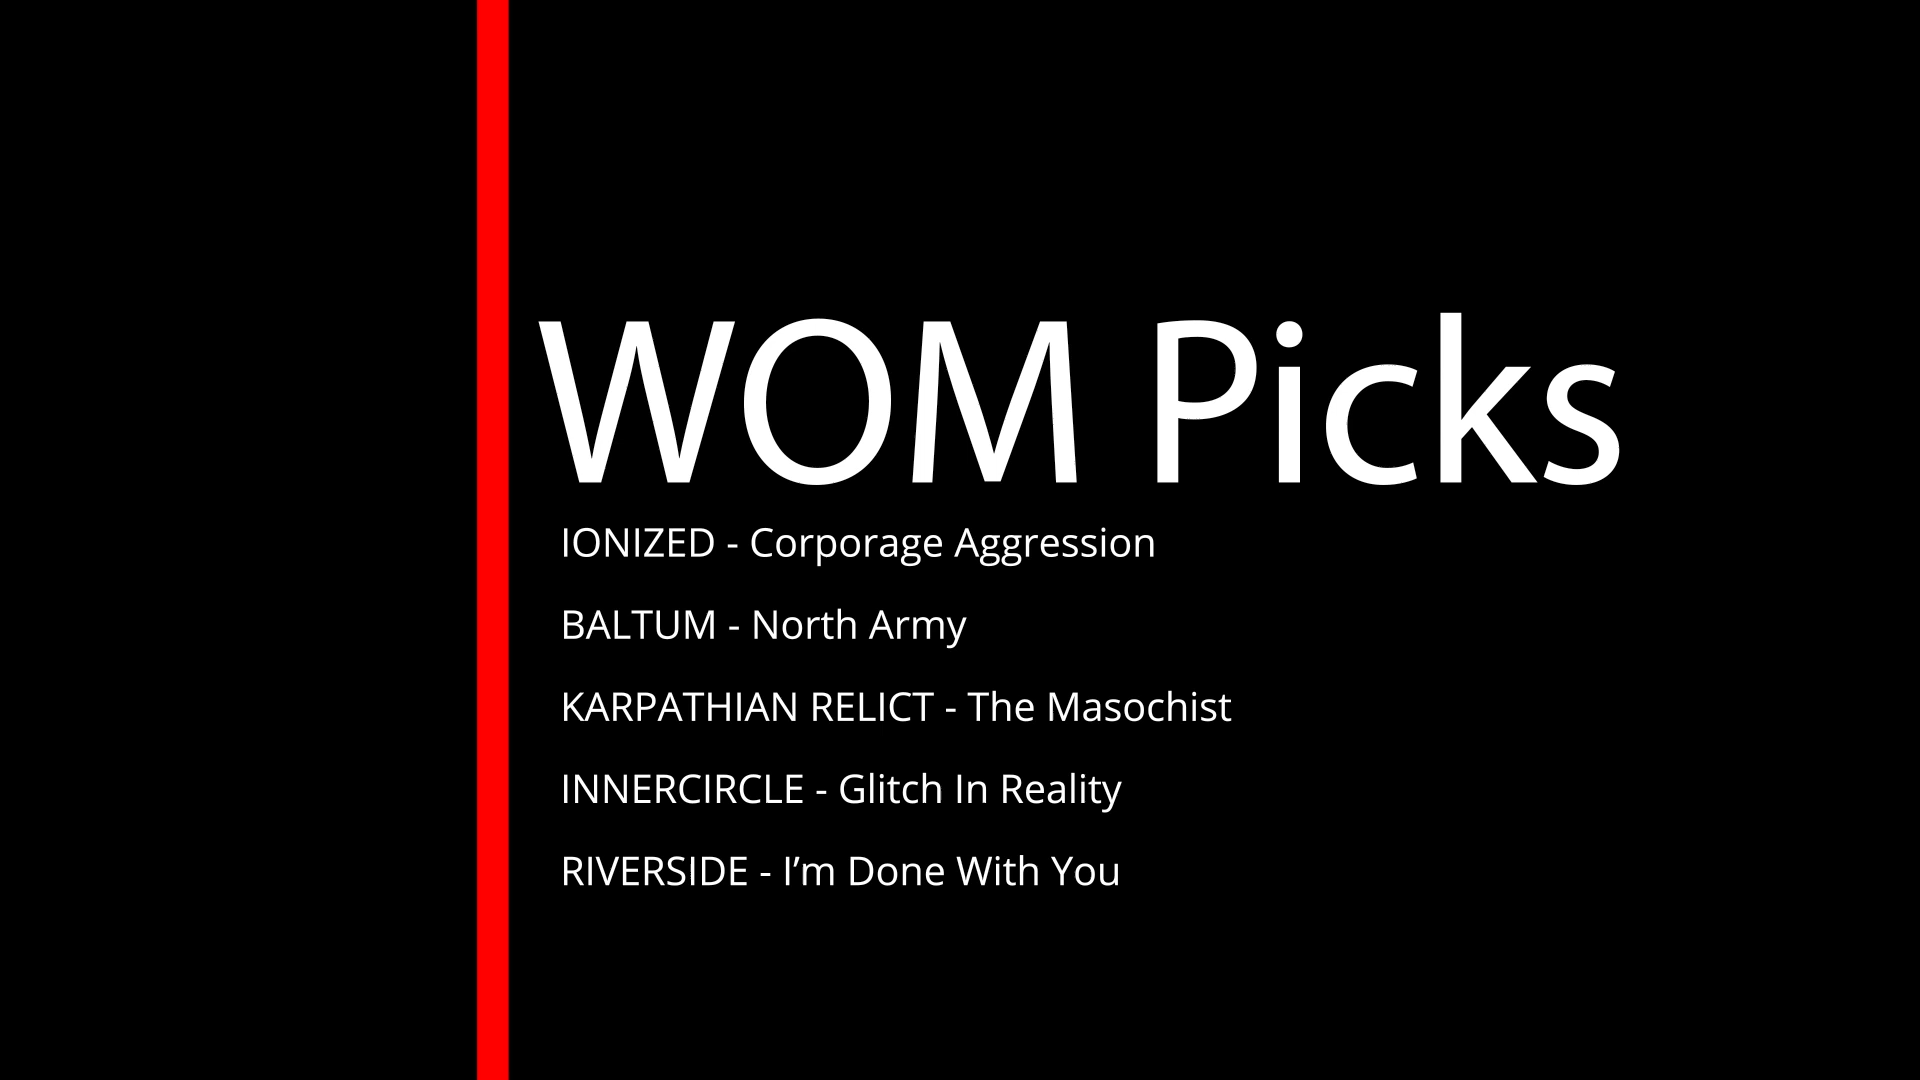 WOM Picks
IONIZED - Corporage Aggression
BALTUM - North Army
KARPATHIAN RELICT - The Masochist
INNERCIRCLE - Glitch In Reality
RIVERSIDE - I’m Done With You